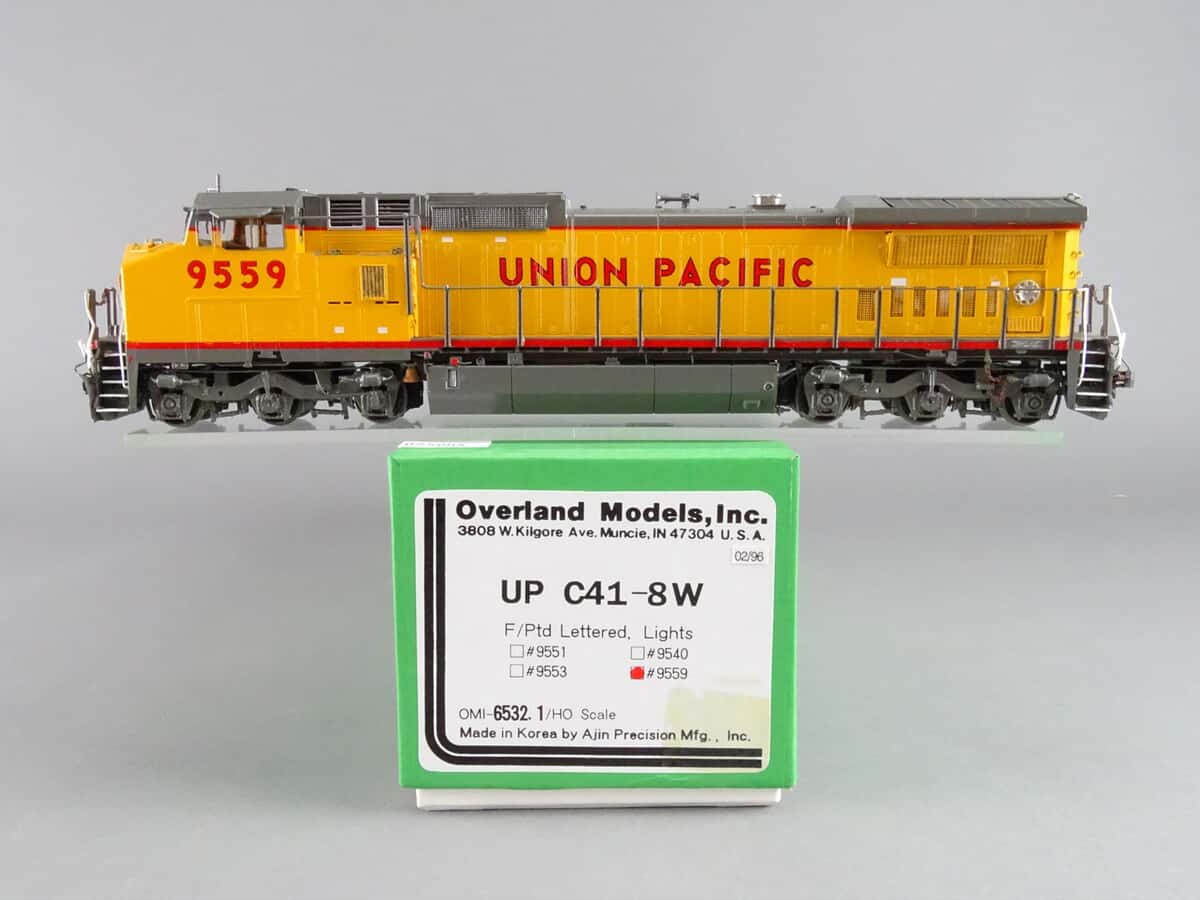 9559
UNION PACIFIC
Overland Models, Inc.
3808 W. Kilgore Ave. Muncie, IN 47304 U. S. A.
02/96
UP C41-8W
F/Ptd Lettered, Lights
#9551 #9540
#9553 #9559
OMI-6532.1/HO Scale
Made in Korea by Ajin Precision Mfg., Inc.